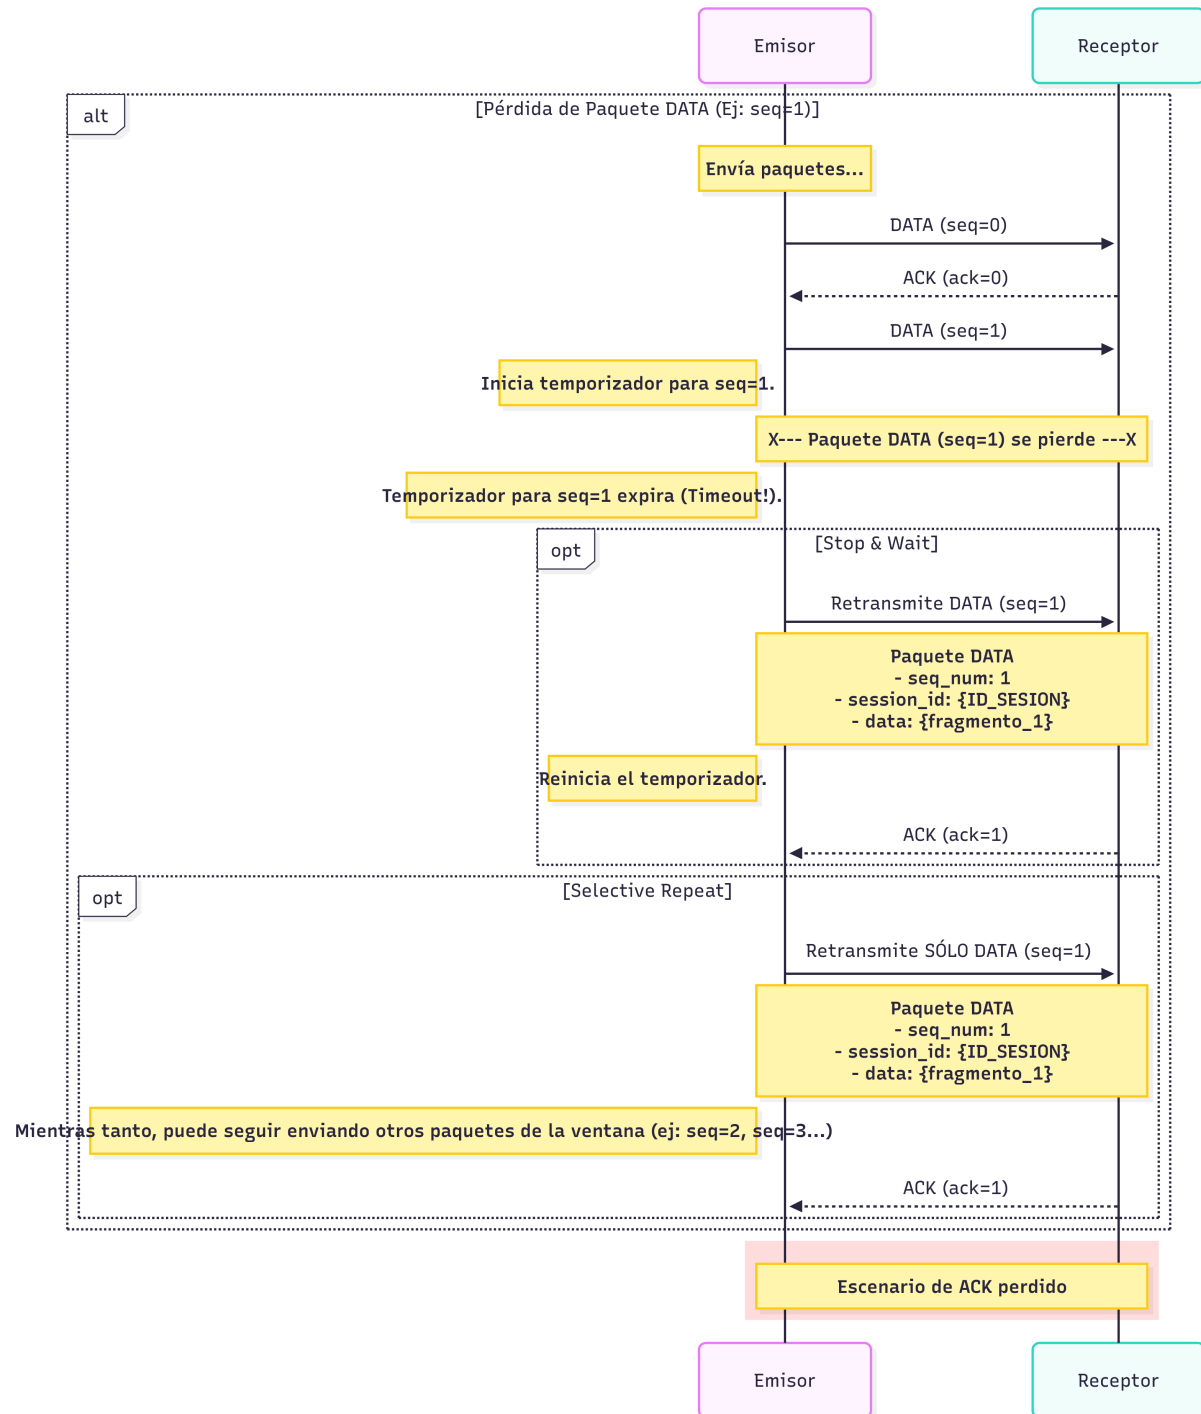 Emisor
Receptor
alt
[Pérdida de Paquete DATA (Ej: seq=1)]
Envía paquetes...
DATA (seq=0)
ACK (ack=0)
DATA (seq=1)
Inicia temporizador para seq=1.
X--- Paquete DATA (seq=1) se pierde ---X
Temporizador para seq=1 expira (Timeout!).
opt
[Stop & Wait]
Retransmite DATA (seq=1)
Paquete DATA
- seq_num: 1
- session_id: {ID_SESION}
- data: {fragmento_1}
Reinicia el temporizador.
ACK (ack=1)
opt
[Selective Repeat]
Retransmite SÓLO DATA (seq=1)
Paquete DATA
- seq_num: 1
- session_id: {ID_SESION}
- data: {fragmento_1}
Mientras tanto, puede seguir enviando otros paquetes de la ventana (ej: seq=2, seq=3...)
ACK (ack=1)
Escenario de ACK perdido
Emisor
Receptor